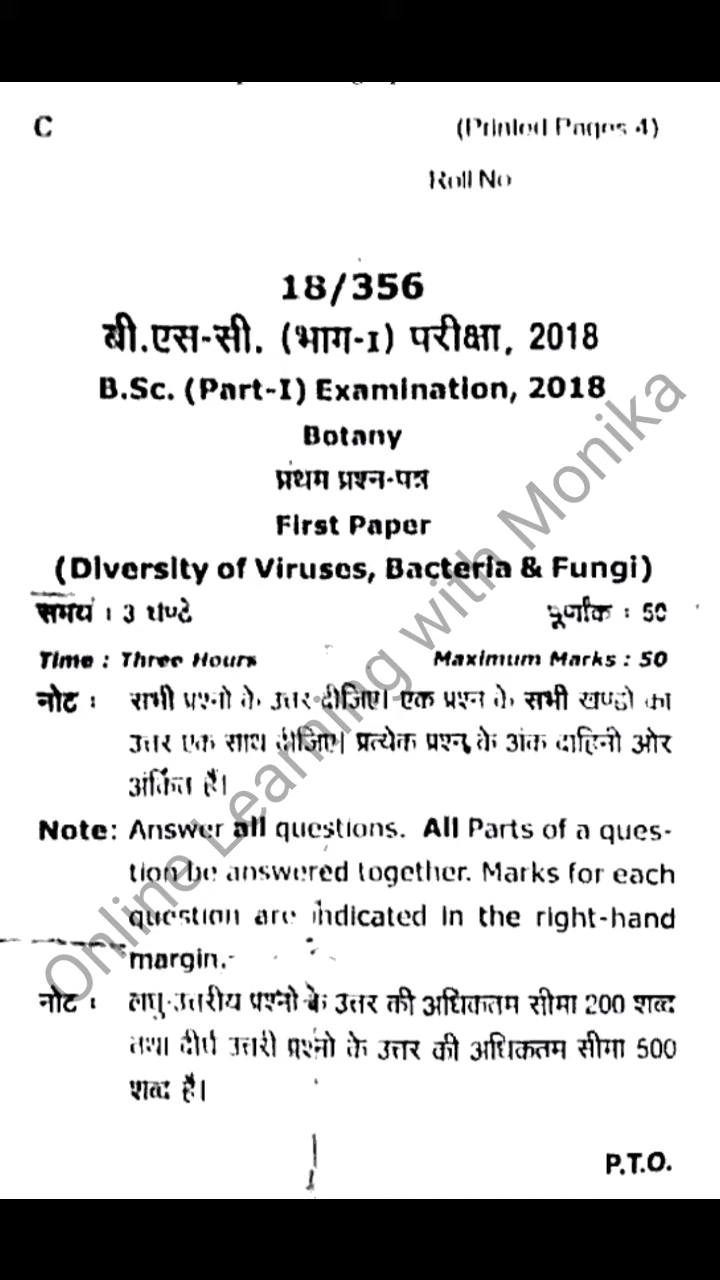 C
(Printed Pages 4)
Roll No
18/356
बी.एस-सी. (भाग-I) परीक्षा, 2018
B.Sc. (Part-I) Examination, 2018
Botany
प्रथम प्रश्न-पत्र
First Paper
(Diversity of Viruses, Bacteria & Fungi)
समय : 3 घण्टे
पूर्णांक : 50
Time : Three Hours
Maximum Marks : 50
नोट : सभी प्रश्नो के उत्तर दीजिए। एक प्रश्न के सभी खण्डो का
उत्तर एक साथ दीजिए। प्रत्येक प्रश्न के अंक दाहिनी ओर
अंकित हैं।
Note: Answer all questions. All Parts of a ques-
tion be answered together. Marks for each
question are indicated in the right-hand
margin.
नोट : लघु-उत्तरीय प्रश्नो के उत्तर की अधिकतम सीमा 200 शब्द
तथा दीर्घ उत्तरी प्रश्नो के उत्तर की अधिकतम सीमा 500
शब्द है।
P.T.O.
Online Learning with Monika